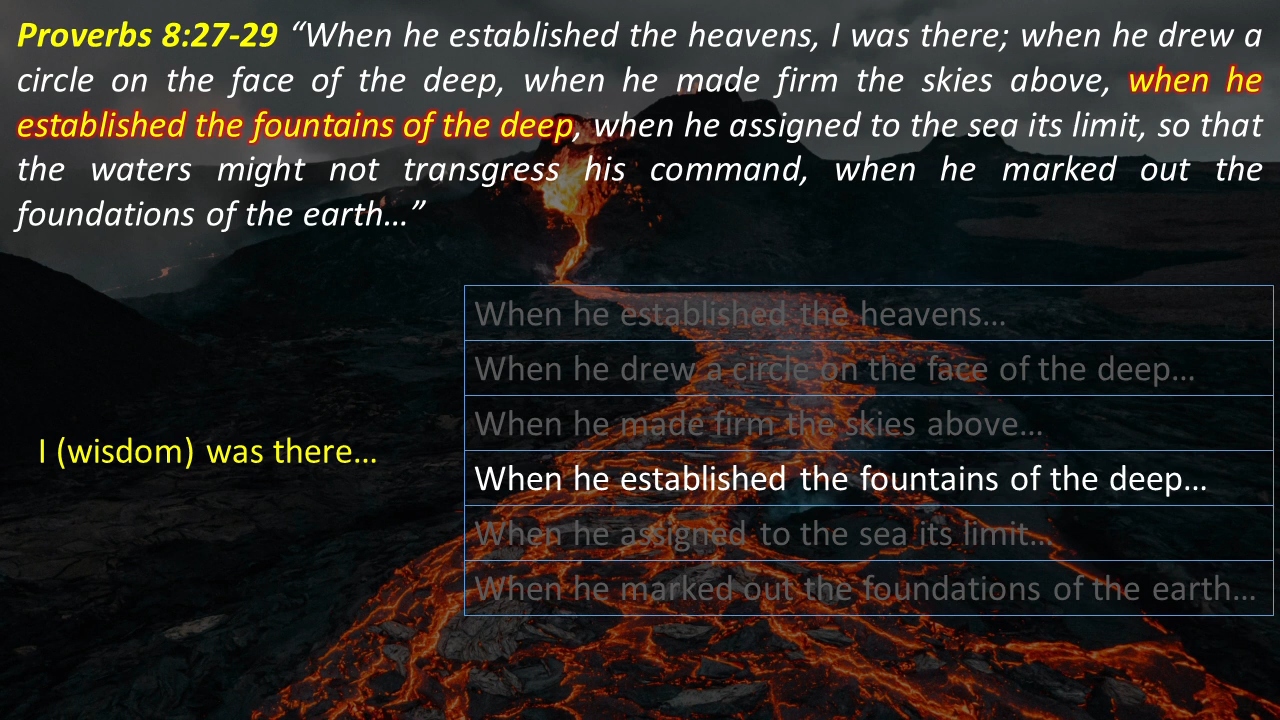 Proverbs 8:27-29 “When he established the heavens, I was there; when he drew a
circle on the face of the deep, when he made firm the skies above, when he
established the fountains of the deep, when he assigned to the sea its limit, so that
the waters might not transgress his command, when he marked out the
foundations of the earth…”
When he established the heavens…
When he drew a circle on the face of the deep…
When he made firm the skies above…
I (wisdom) was there…
When he established the fountains of the deep…
When he assigned to the sea its limit…
When he marked out the foundations of the earth…